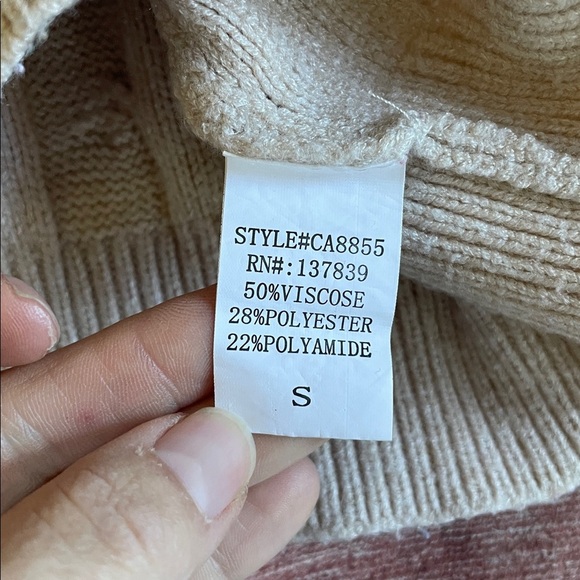 STYLE#CA8855
RN#:137839
50%VISCOSE
28%POLYESTER
22%POLYAMIDE
S